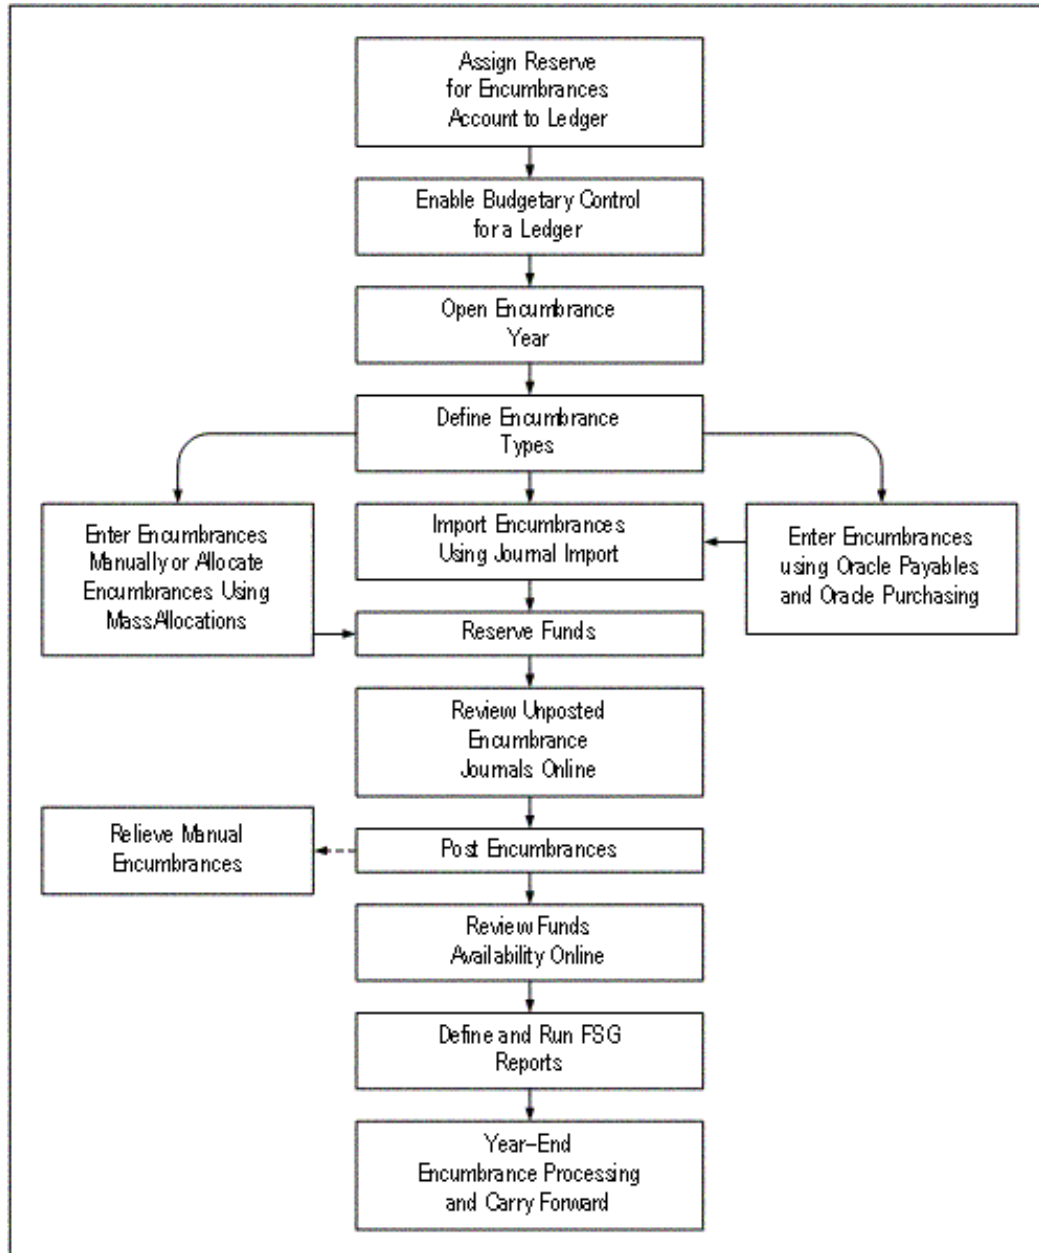 Assign Reserve
for Encumbrances
Account to Ledger
Enable Budgetary Control
for a Ledger
Open Encumbrance
Year
Define Encumbrance
Types
Enter Encumbrances
Manually or Allocate
Encumbrances Using
MassAllocations
Import Encumbrances
Using Journal Import
Enter Encumbrances
using Oracle Payables
and Oracle Purchasing
Reserve Funds
Review Unposted
Encumbrance
Journals Online
Relieve Manual
Encumbrances
Post Encumbrances
Review Funds
Availability Online
Define and Run FSG
Reports
Year-End
Encumbrance Processing
and Carry Forward